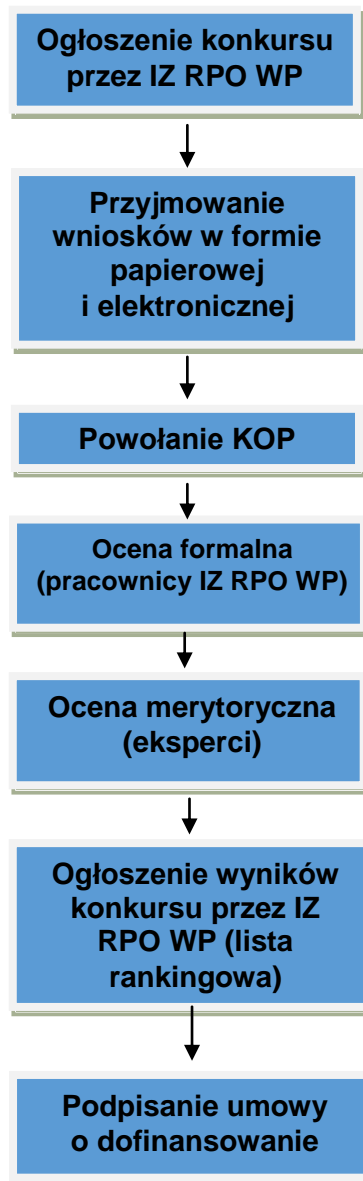 Ogłoszenie konkursu
przez IZ RPO WP
Przyjmowanie
wniosków w formie
papierowej
i elektronicznej
Powołanie KOP
Ocena formalna
(pracownicy IZ RPO WP)
Ocena merytoryczna
(eksperci)
Ogłoszenie wyników
konkursu przez IZ
RPO WP (lista
rankingowa)
Podpisanie umowy
o dofinansowanie